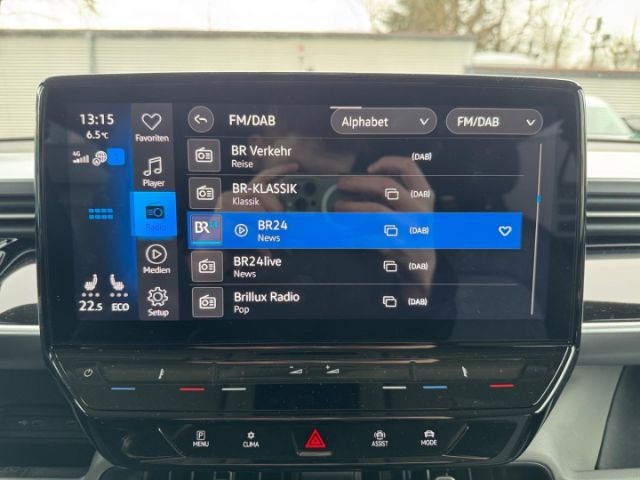 13:15
6.5°C
4G
22.5 ECO
Favoriten
Player
Radio
Medien
Setup
FM/DAB
Alphabet
FM/DAB
BR Verkehr
Reise
(DAB)
BR-KLASSIK
Klassik
(DAB)
BR24
BR24
News
(DAB)
BR24live
News
(DAB)
Brillux Radio
Pop
(DAB)
P
MENU
CLIMA
ASSIST
MODE